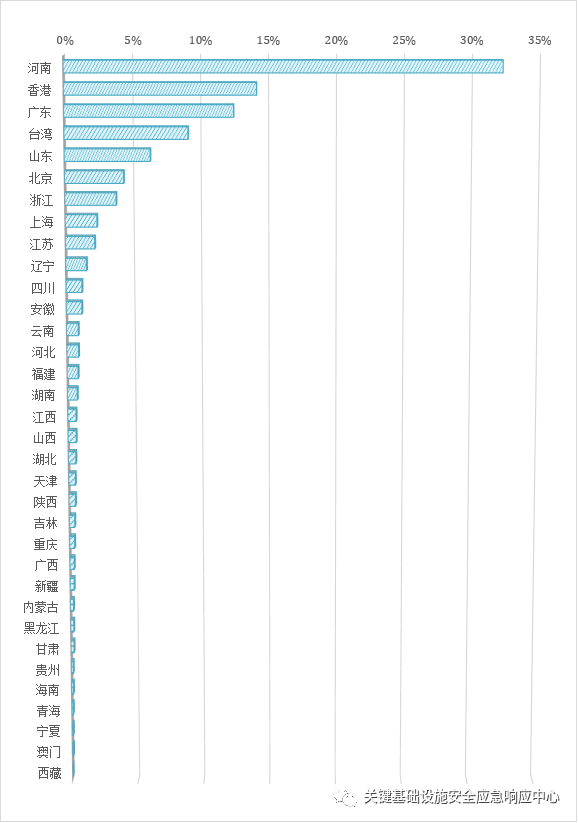 0% 5% 10% 15% 20% 25% 30% 35%
河南
香港
广东
台湾
山东
北京
浙江
上海
江苏
辽宁
四川
安徽
云南
河北
福建
湖南
江西
山西
湖北
天津
陕西
吉林
重庆
广西
新疆
内蒙古
黑龙江
甘肃
贵州
海南
青海
宁夏
澳门
西藏
关键基础设施安全应急响应中心